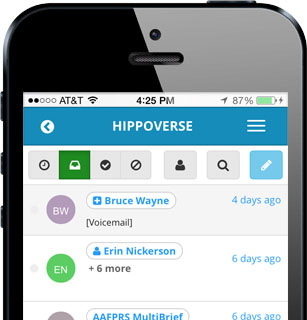 AT&T 4:25 PM 87%
HIPPOVERSE
BW
Bruce Wayne
4 days ago
[Voicemail]
EN
Erin Nickerson
6 days ago
+ 6 more
AAFPRS MultiBrief
6 days ago